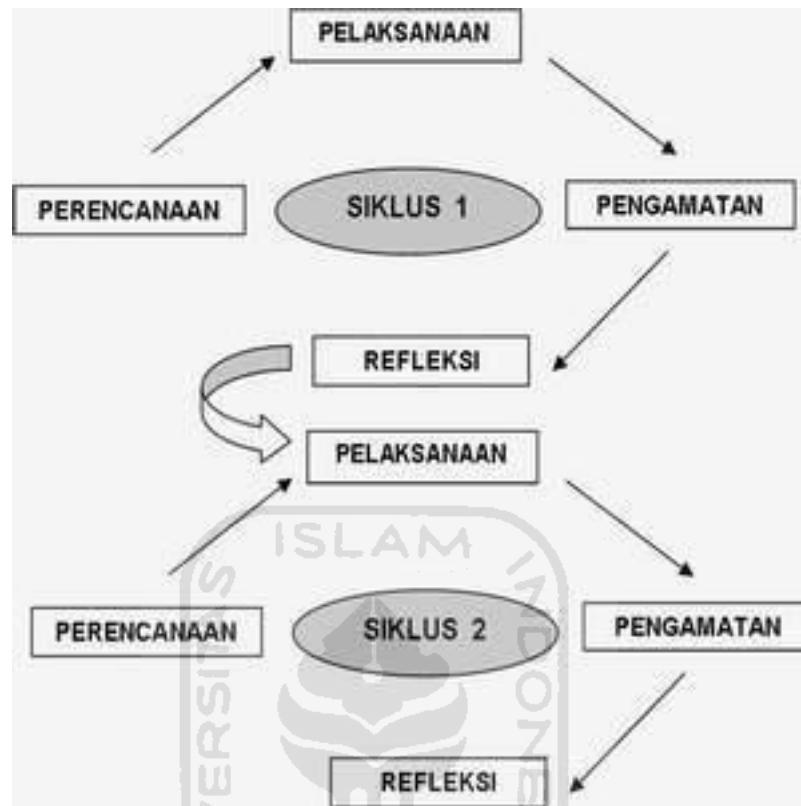 PELAKSANAAN
PERENCANAAN
SIKLUS 1
PENGAMATAN
REFLEKSI
PELAKSANAAN
ISLAM
PERENCANAAN
SIKLUS 2
PENGAMATAN
REFLEKSI